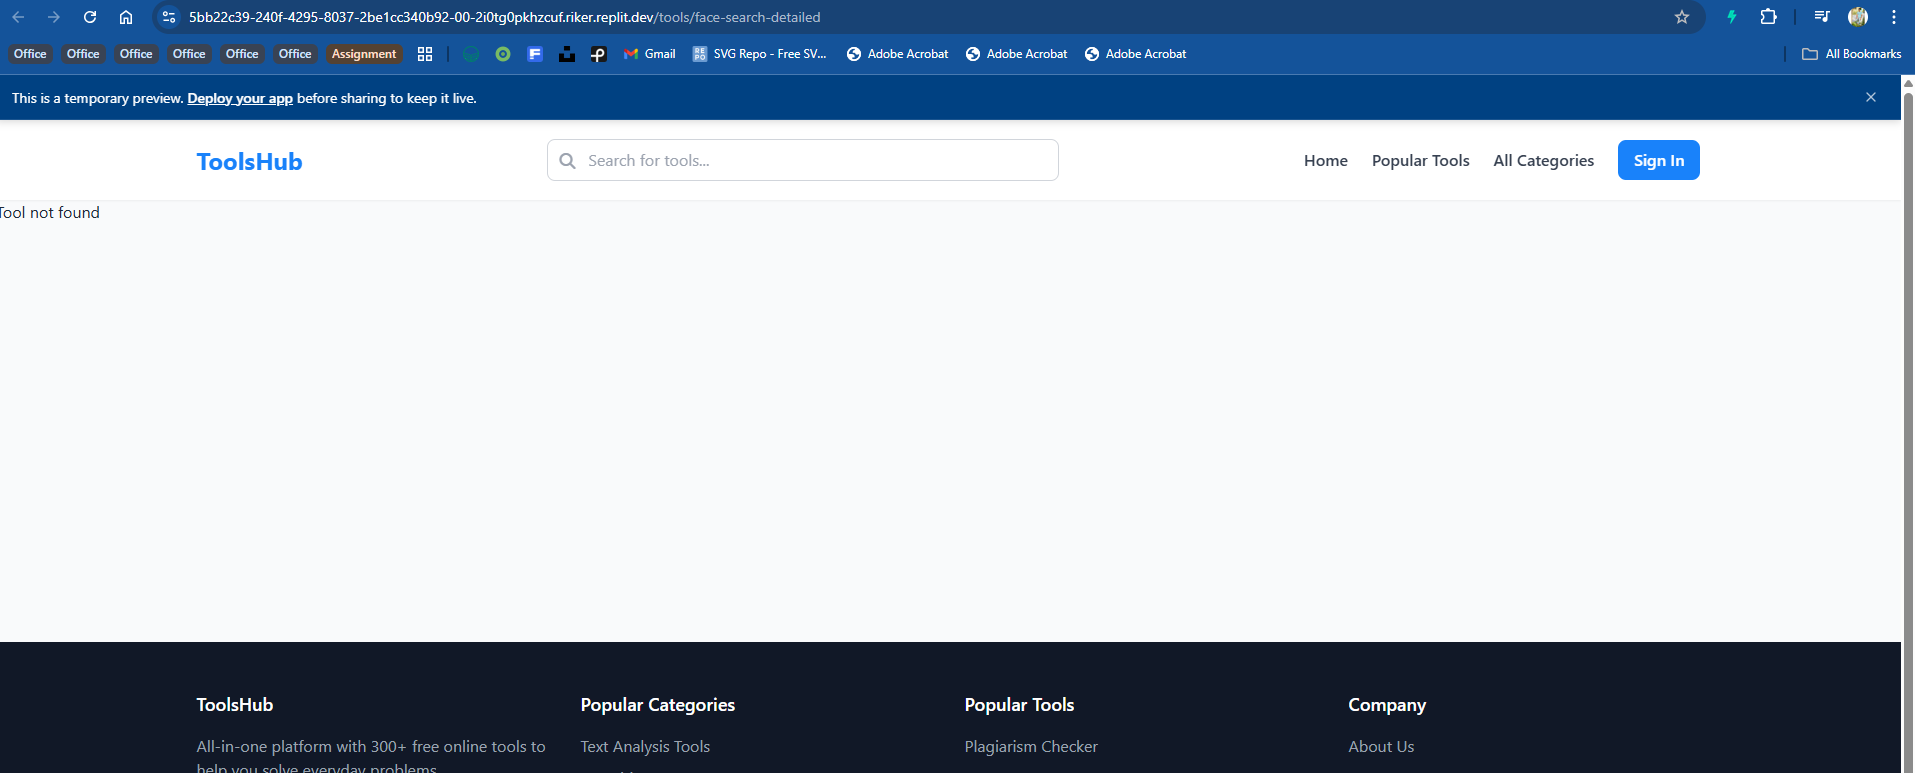 5bb22c39-240f-4295-8037-2be1cc340b92-00-2i0tg0pkhzcuf.riker.replit.dev/tools/face-search-detailed
Office Office Office Office Office Office Assignment Gmail SVG Repo - Free SV... Adobe Acrobat Adobe Acrobat Adobe Acrobat All Bookmarks
This is a temporary preview. Deploy your app before sharing to keep it live.
ToolsHub Search for tools... Home Popular Tools All Categories Sign In
Tool not found
ToolsHub Popular Categories Popular Tools Company
All-in-one platform with 300+ free online tools to Text Analysis Tools Plagiarism Checker About Us
help you solve everyday problems